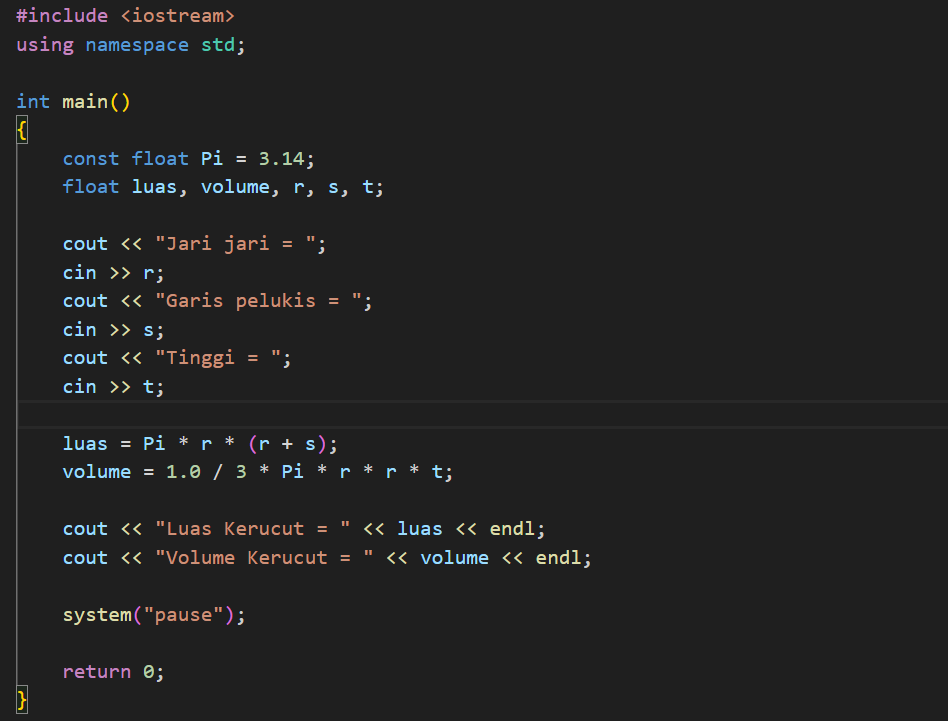 #include <iostream>
using namespace std;
int main()
{
    const float Pi = 3.14;
    float luas, volume, r, s, t;
    cout << "Jari jari = ";
    cin >> r;
    cout << "Garis pelukis = ";
    cin >> s;
    cout << "Tinggi = ";
    cin >> t;
    luas = Pi * r * (r + s);
    volume = 1.0 / 3 * Pi * r * r * t;
    cout << "Luas Kerucut = " << luas << endl;
    cout << "Volume Kerucut = " << volume << endl;
    system("pause");
    return 0;
}